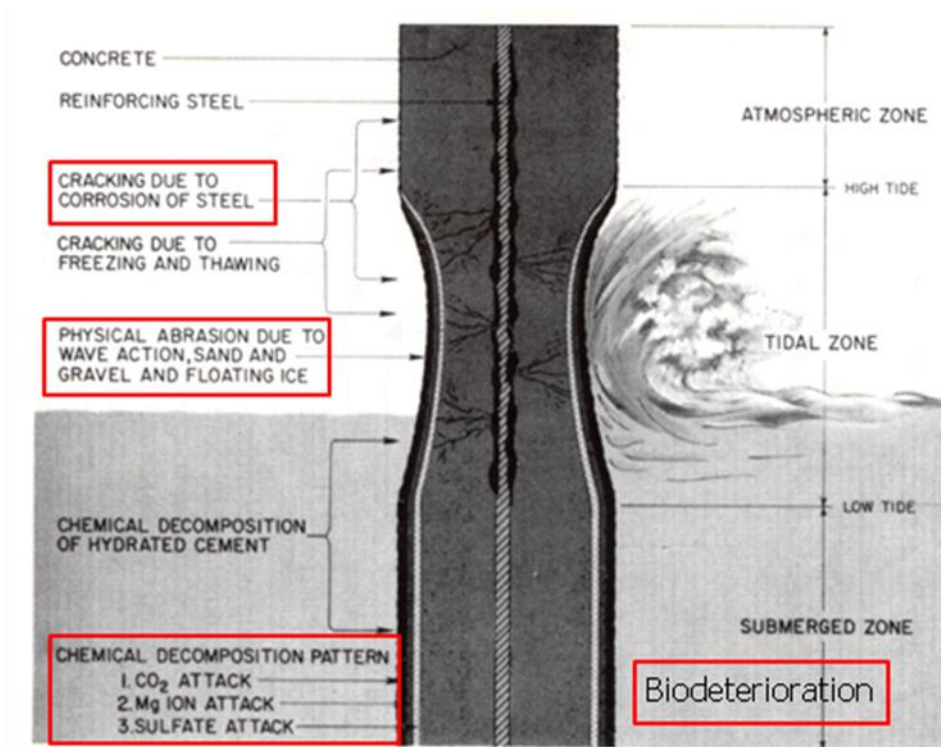 CONCRETE
REINFORCING STEEL
CRACKING DUE TO
CORROSION OF STEEL
CRACKING DUE TO
FREEZING AND THAWING
PHYSICAL ABRASION DUE TO
WAVE ACTION, SAND AND
GRAVEL AND FLOATING ICE
CHEMICAL DECOMPOSITION
OF HYDRATED CEMENT
CHEMICAL DECOMPOSITION PATTERN
1. CO₂ ATTACK
2. Mg ION ATTACK
3. SULFATE ATTACK
ATMOSPHERIC ZONE
HIGH TIDE
TIDAL ZONE
LOW TIDE
SUBMERGED ZONE
Biodeterioration